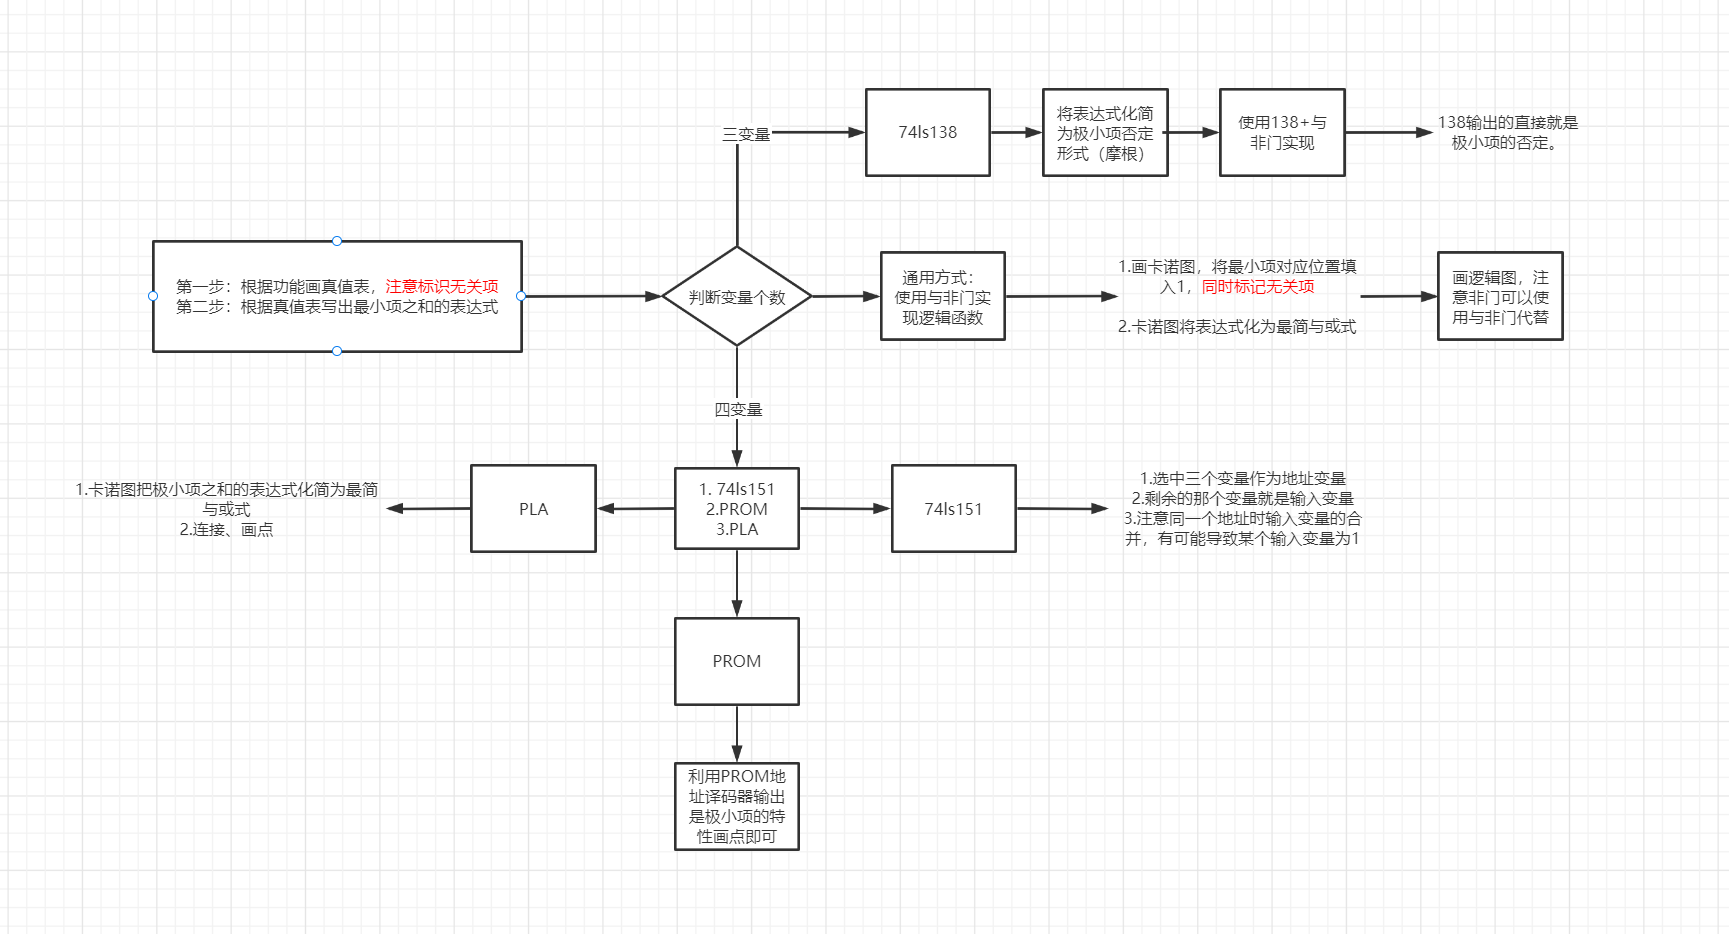 三变量
74ls138
将表达式化简
为极小项否定
形式（摩根）
使用138+与
非门实现
138输出的直接就是
极小项的否定。
第一步：根据功能画真值表，注意标识无关项
第二步：根据真值表写出最小项之和的表达式
判断变量个数
通用方式：
使用与非门实
现逻辑函数
1.画卡诺图，将最小项对应位置填
入1，同时标记无关项
2.卡诺图将表达式化为最简与或式
画逻辑图，注
意非门可以使
用与非门代替
四变量
1.卡诺图把极小项之和的表达式化简为最简
与或式
2.连接、画点
PLA
1. 74ls151
2.PROM
3.PLA
74ls151
1.选中三个变量作为地址变量
2.剩余的那个变量就是输入变量
3.注意同一个地址时输入变量的合
并，有可能导致某个输入变量为1
PROM
利用PROM地
址译码器输出
是极小项的特
性画点即可